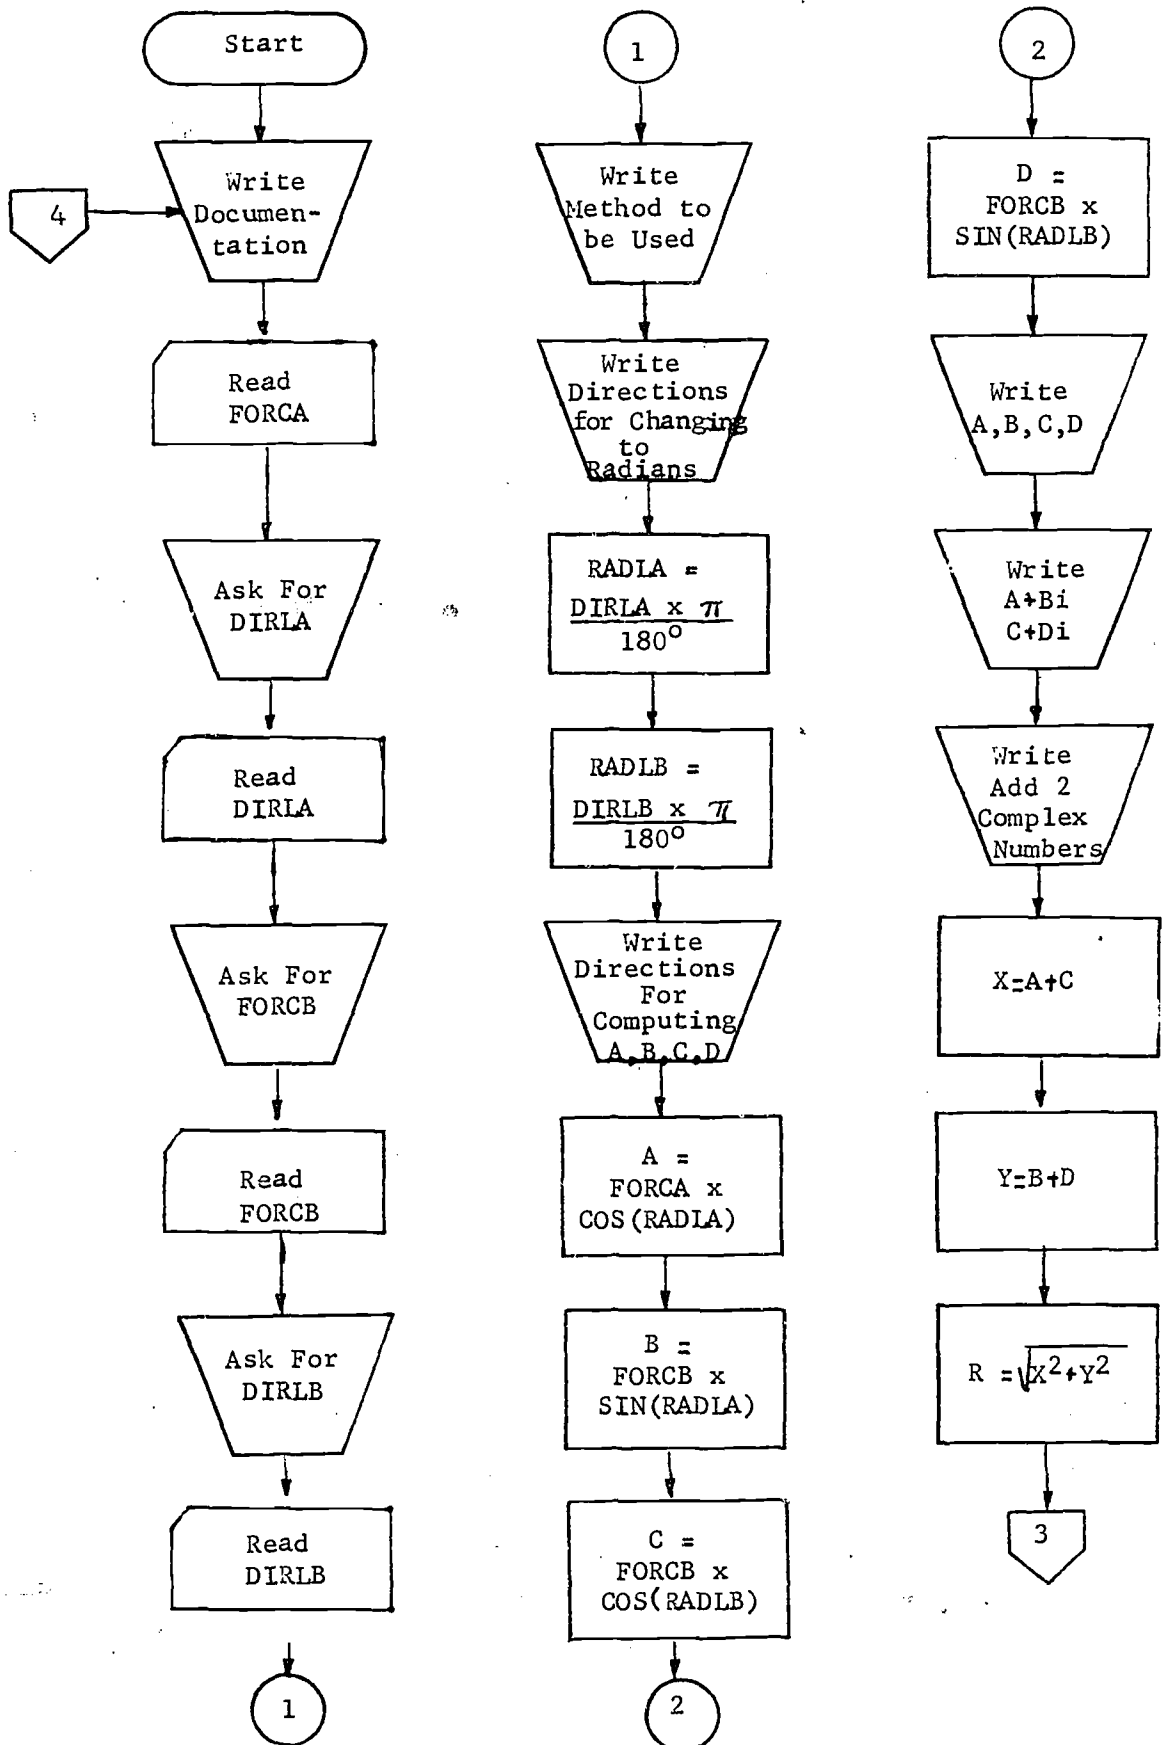 Start
4
Write
Documen-
tation
Read
FORCA
Ask For
DIRLA
Read
DIRLA
Ask For
FORCB
Read
FORCB
Ask For
DIRLB
Read
DIRLB
1
1
Write
Method to
be Used
Write
Directions
for Changing
to
Radians
RADLA =
DIRLA x π
180°
RADLB =
DIRLB x π
180°
Write
Directions
For
Computing
A,B,C,D
A =
FORCA x
COS(RADLA)
B =
FORCB x
SIN(RADLA)
C =
FORCB x
COS(RADLB)
2
2
D =
FORCB x
SIN(RADLB)
Write
A,B,C,D
Write
A+Bi
C+Di
Write
Add 2
Complex
Numbers
X=A+C
Y=B+D
R = √X²+Y²
3